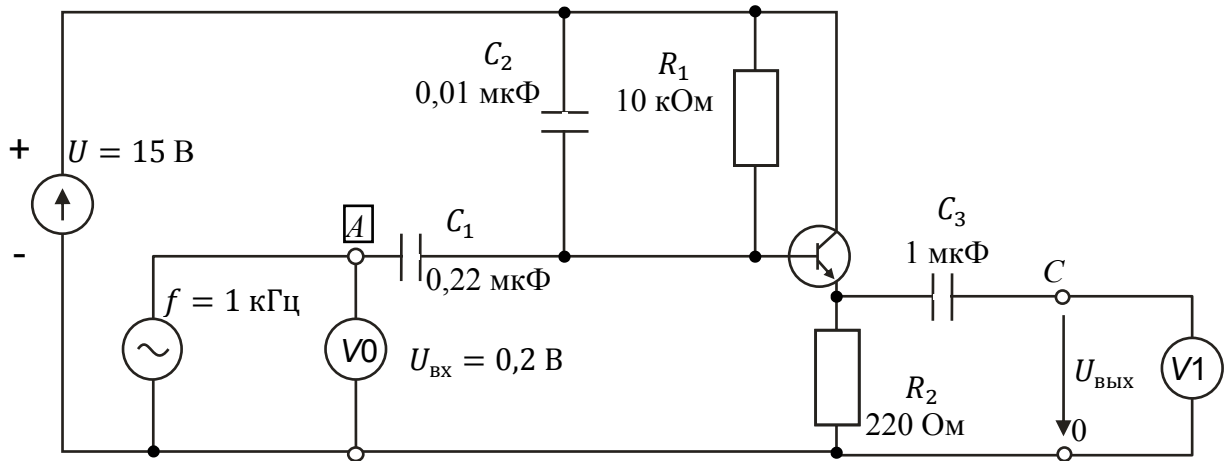 C₂
0,01 мкФ
R₁
10 кОм
+
U = 15 В
-
A
C₁
0,22 мкФ
C₃
1 мкФ
C
f = 1 кГц
V0
Uвх = 0,2 В
R₂
220 Ом
Uвых
V1
0